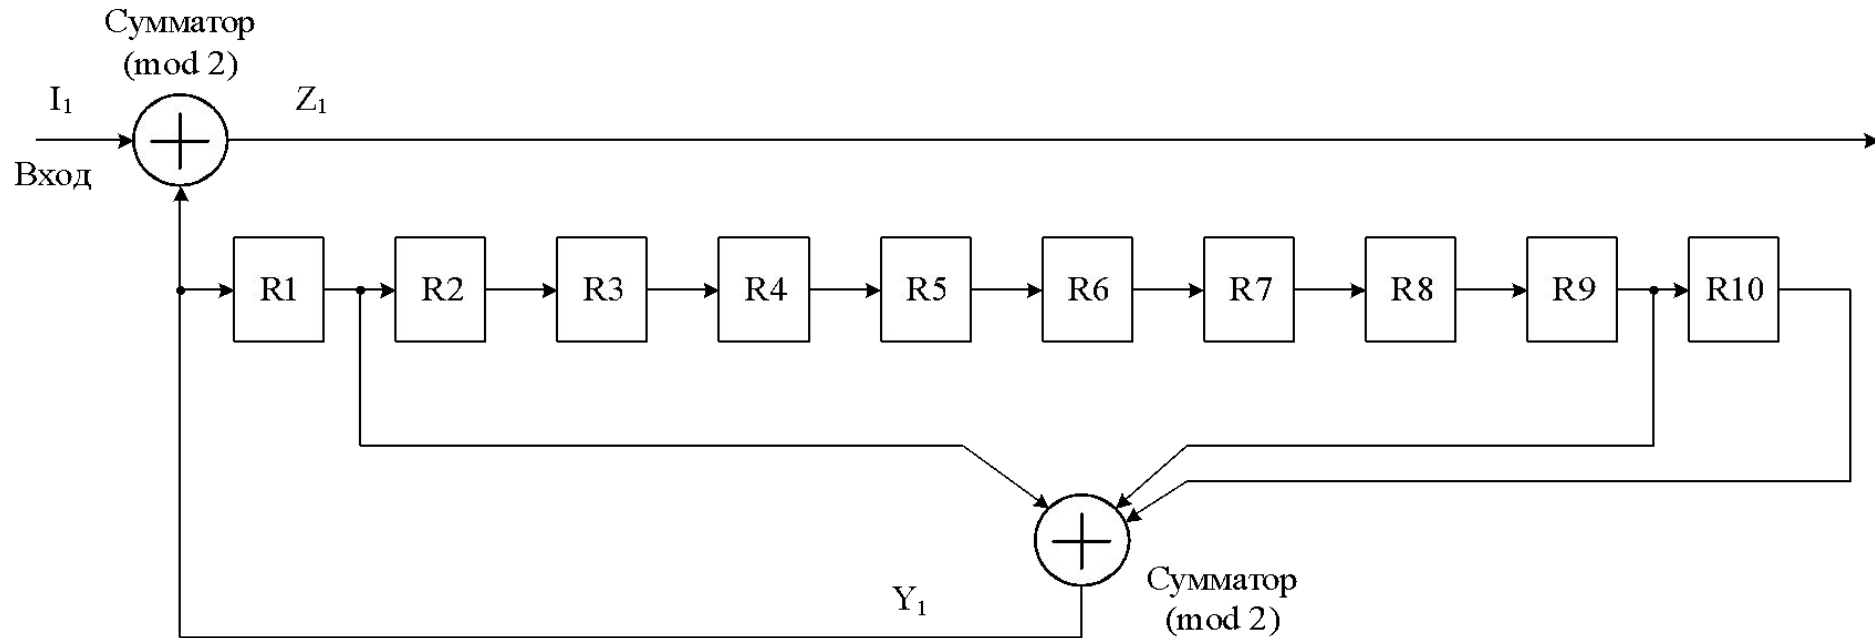 Сумматор
(mod 2)
I₁
Z₁
Вход
R1
R2
R3
R4
R5
R6
R7
R8
R9
R10
Y₁
Сумматор
(mod 2)